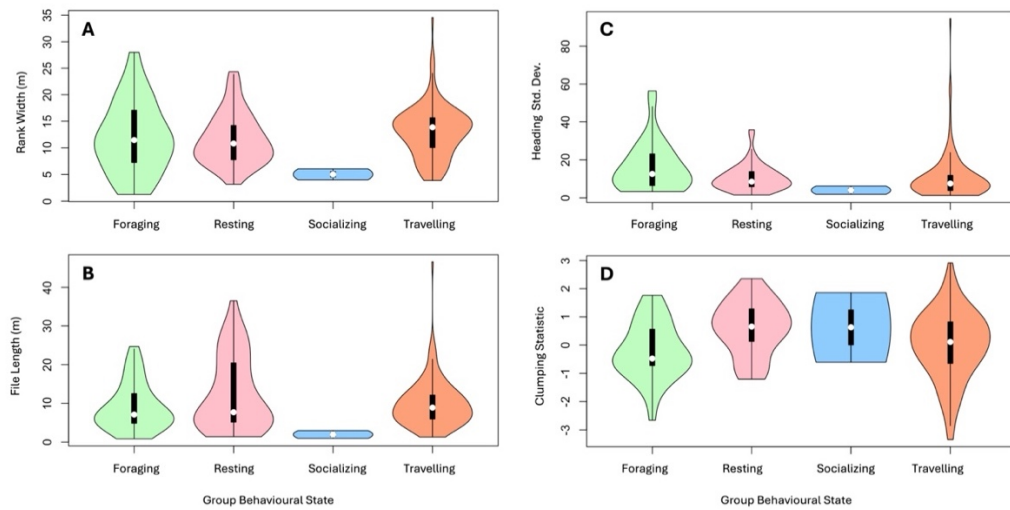 A
Rank Width (m)
35
30
25
20
15
10
5
0
Foraging Resting Socializing Travelling
C
Heading Std. Dev.
80
60
40
20
0
Foraging Resting Socializing Travelling
B
File Length (m)
40
30
20
10
0
Foraging Resting Socializing Travelling
Group Behavioural State
D
Clumping Statistic
3
2
1
0
-1
-2
-3
Foraging Resting Socializing Travelling
Group Behavioural State